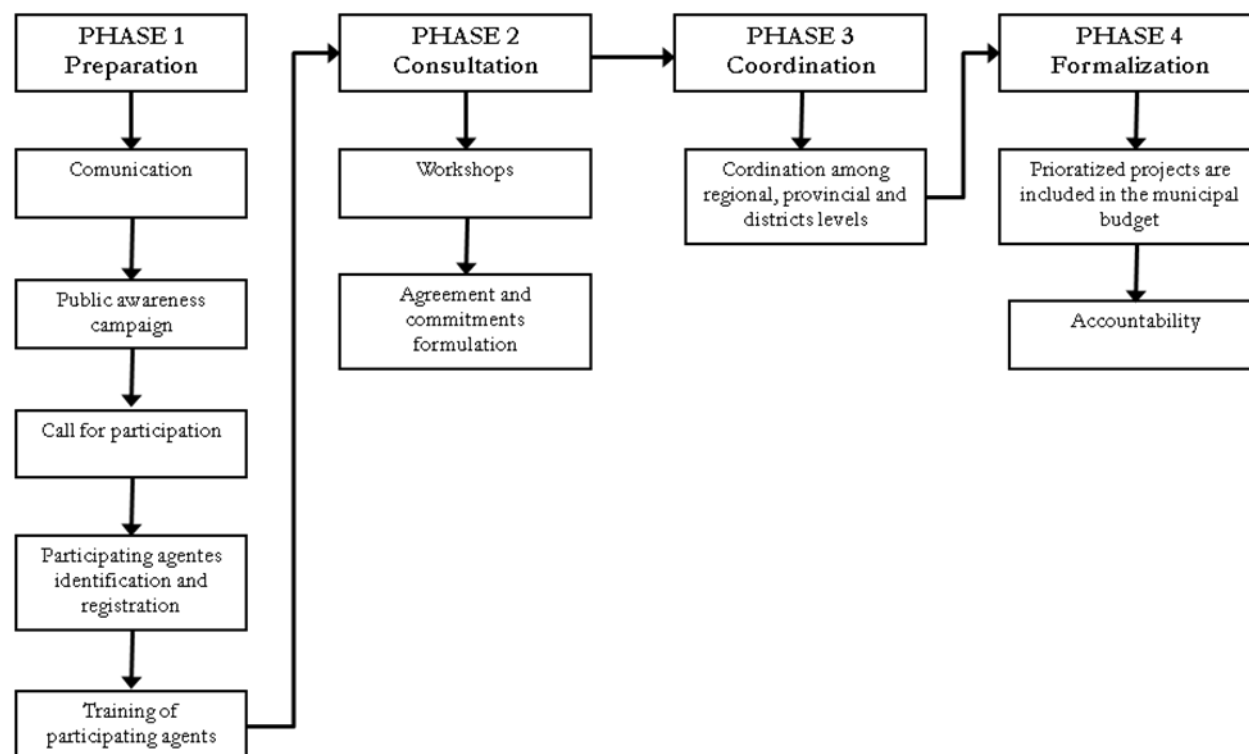 PHASE 1
Preparation
Comunication
Public awareness
campaign
Call for participation
Participating agentes
identification and
registration
Training of
participating agents
PHASE 2
Consultation
Workshops
Agreement and
commitments
formulation
PHASE 3
Coordination
Cordination among
regional, provincial and
districts levels
PHASE 4
Formalization
Prioratized projects are
included in the municipal
budget
Accountability